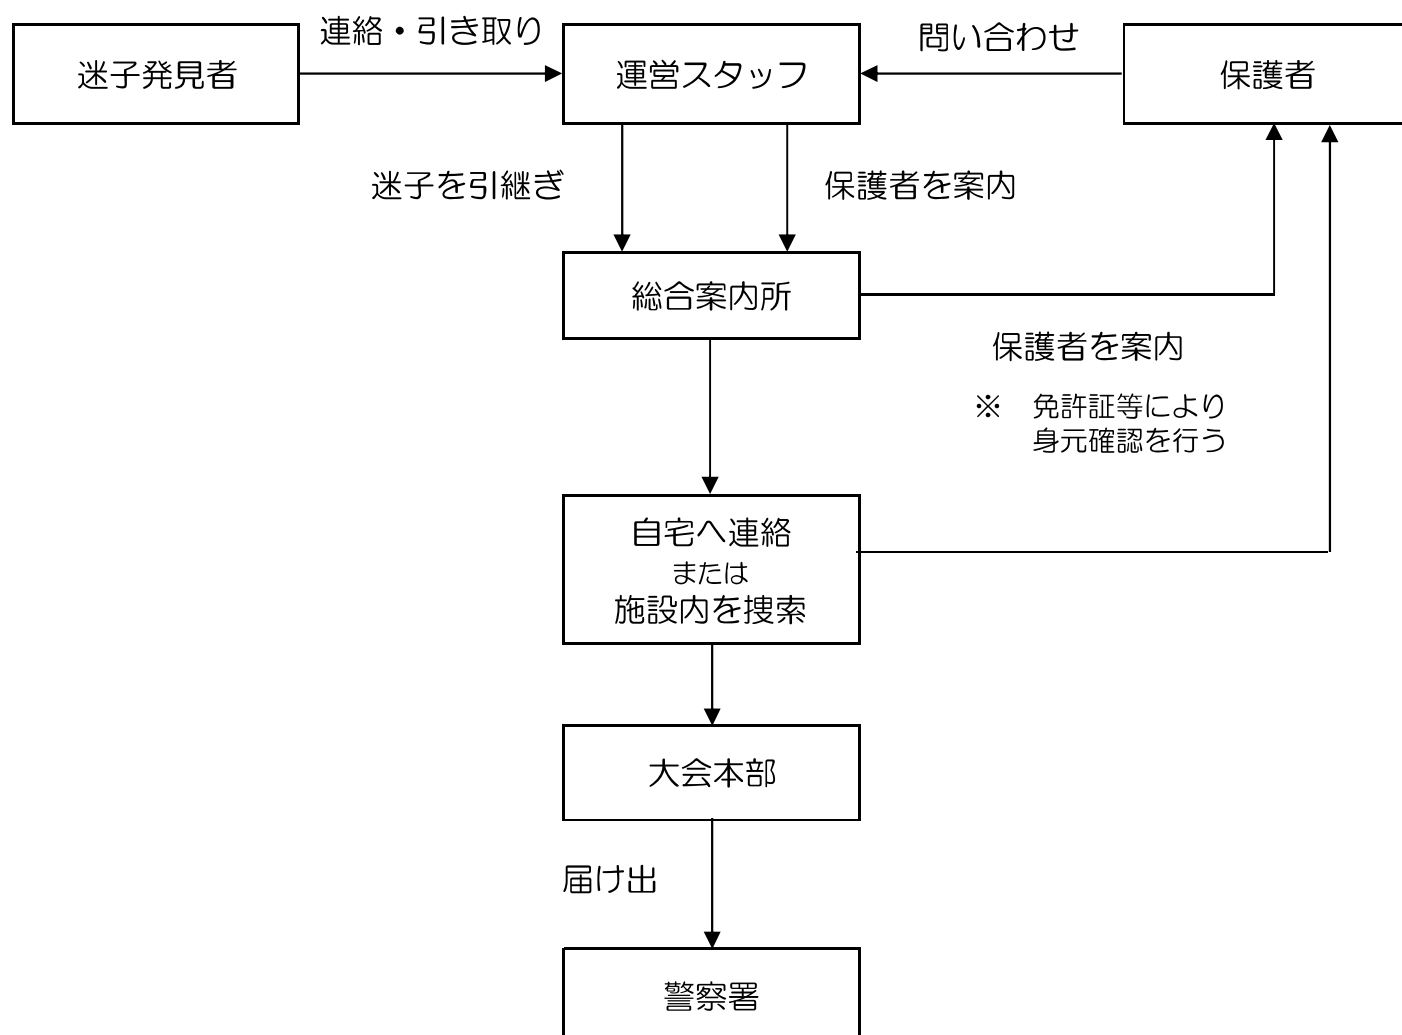 連絡・引き取り
問い合わせ
迷子発見者
運営スタッフ
保護者
迷子を引継ぎ
保護者を案内
総合案内所
保護者を案内
※ 免許証等により
身元確認を行う
自宅へ連絡
または
施設内を捜索
大会本部
届け出
警察署